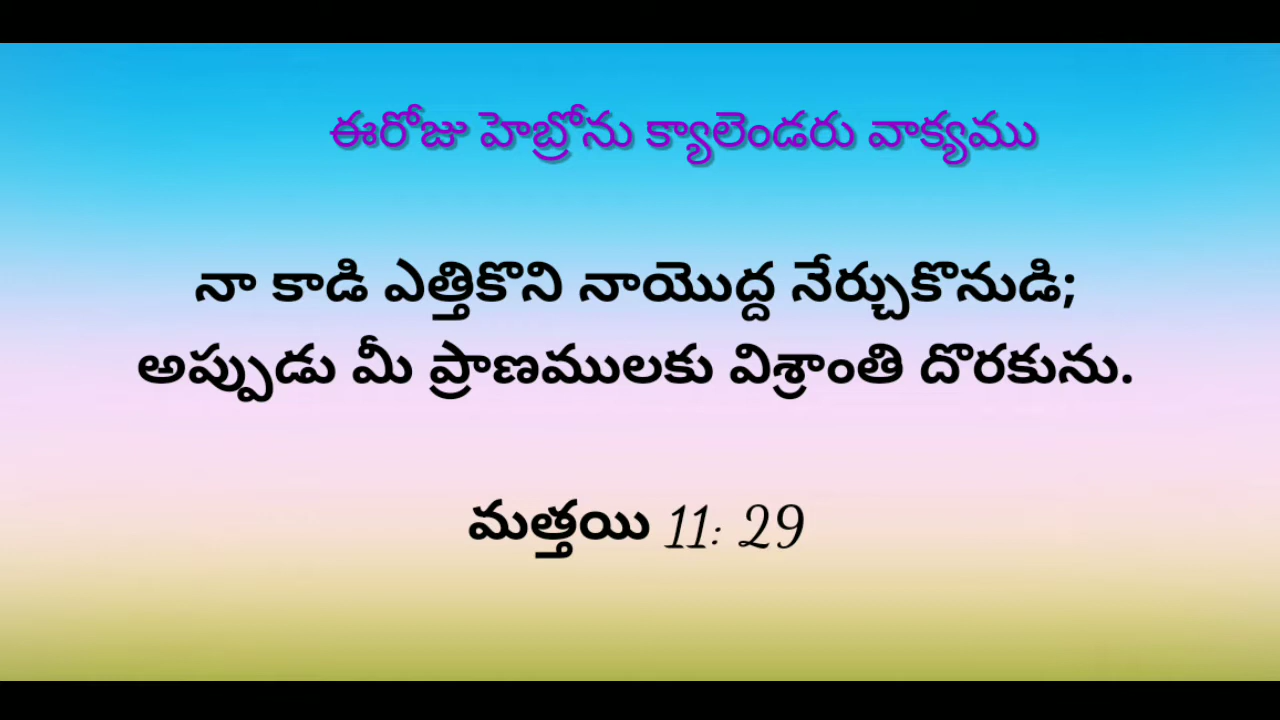 ఈరోజు హెబ్రోను క్యాలెండరు వాక్యము
నా కాడి ఎత్తికొని నాయొద్ద నేర్చుకొనుడి;
అప్పుడు మీ ప్రాణములకు విశ్రాంతి దొరకును.
మత్తయి 11: 29